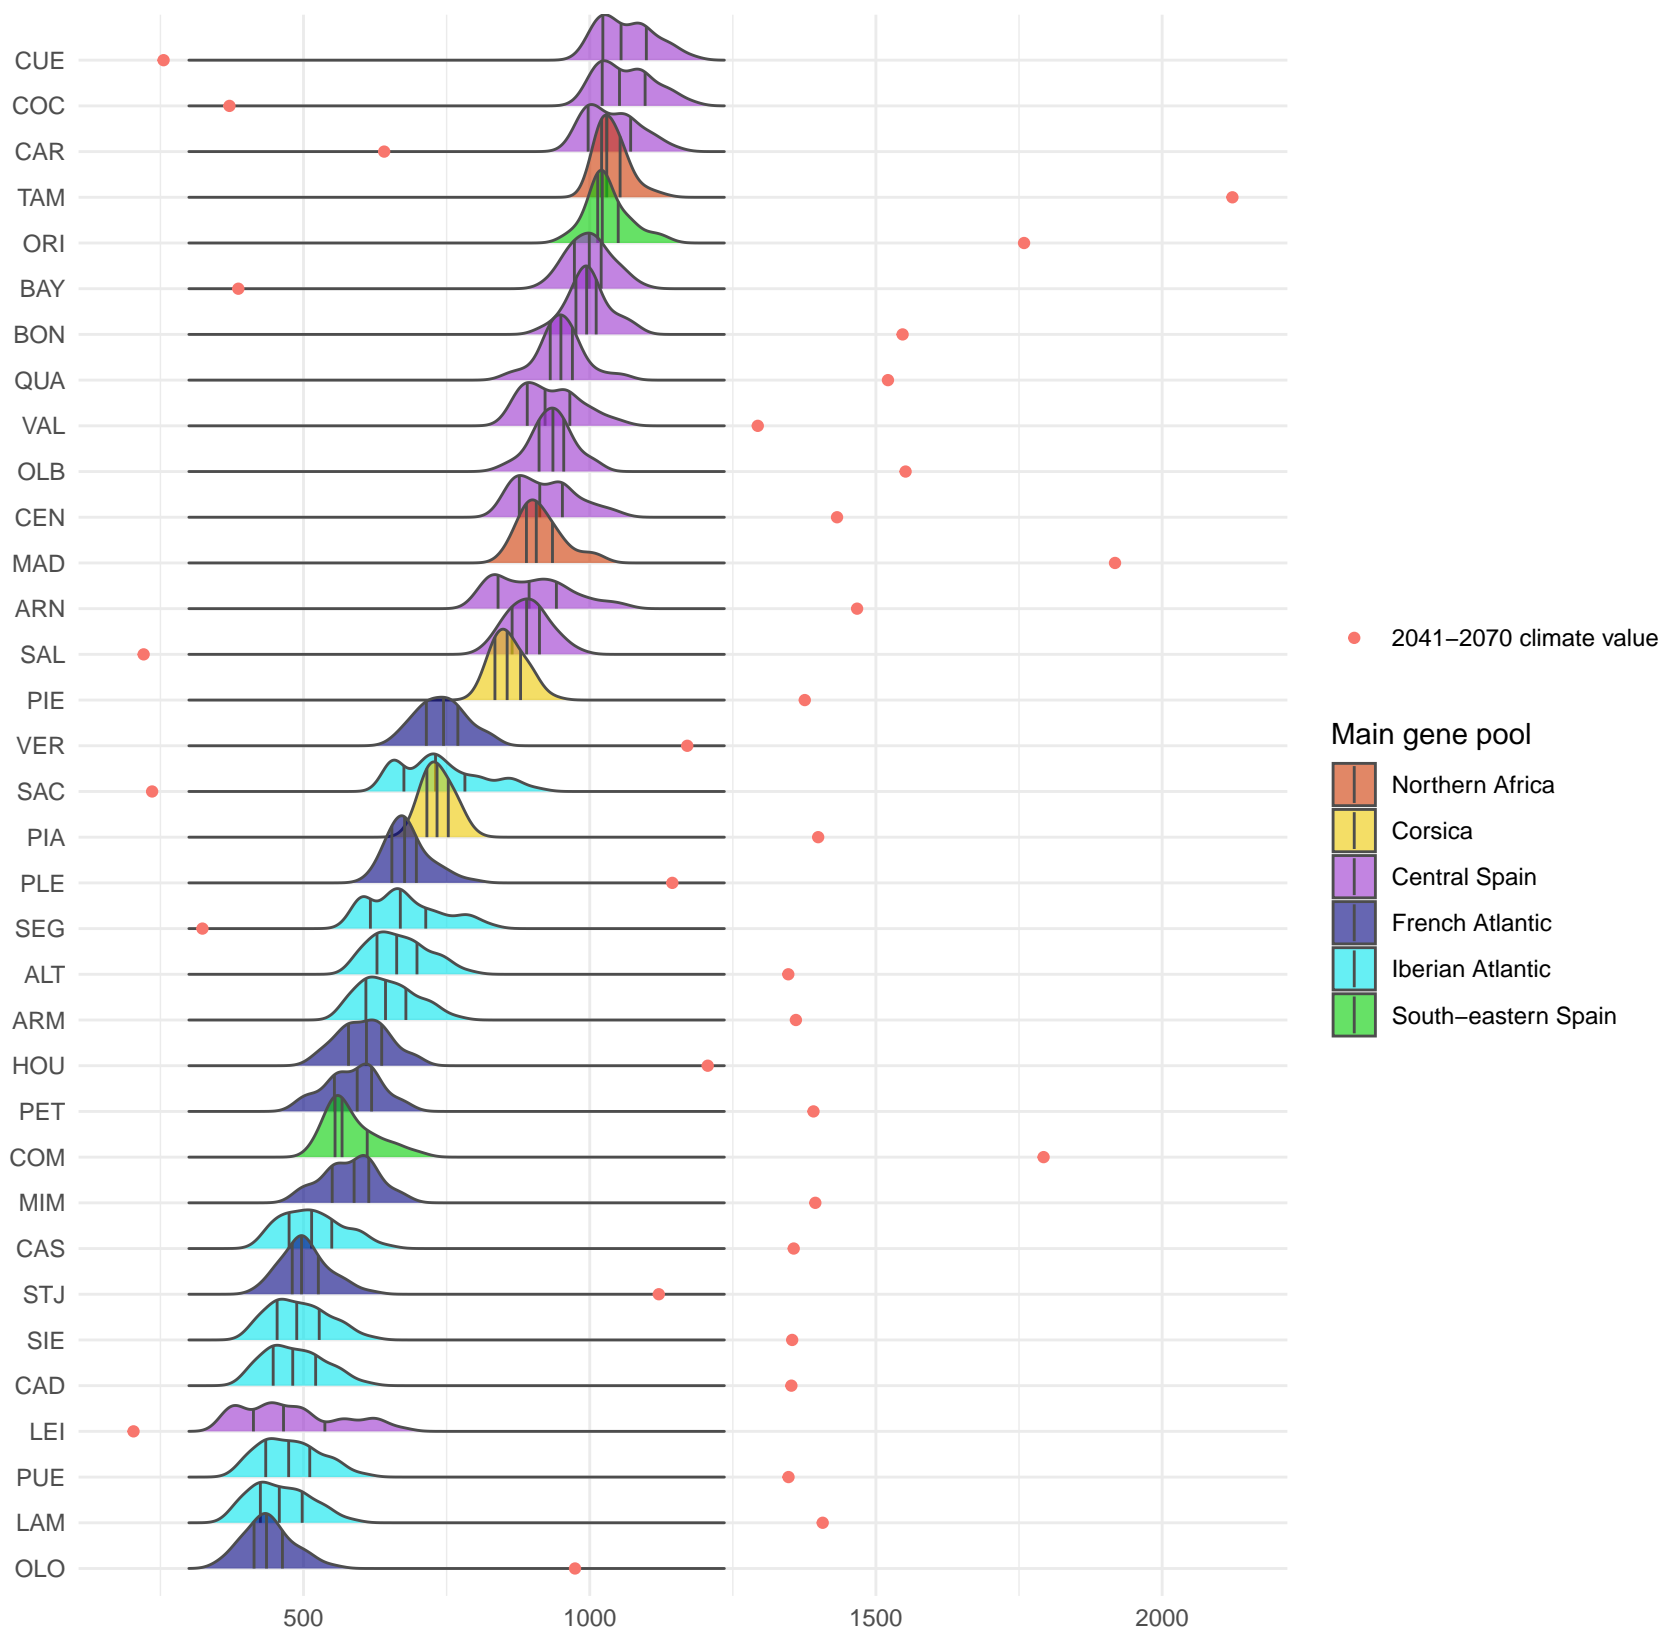 CUE
COC
CAR
TAM
ORI
BAY
BON
QUA
VAL
OLB
CEN
MAD
ARN
SAL
PIE
VER
SAC
PIA
PLE
SEG
ALT
ARM
HOU
PET
COM
MIM
CAS
STJ
SIE
CAD
LEI
PUE
LAM
OLO
500 1000 1500 2000
2041−2070 climate value
Main gene pool
Northern Africa
Corsica
Central Spain
French Atlantic
Iberian Atlantic
South−eastern Spain